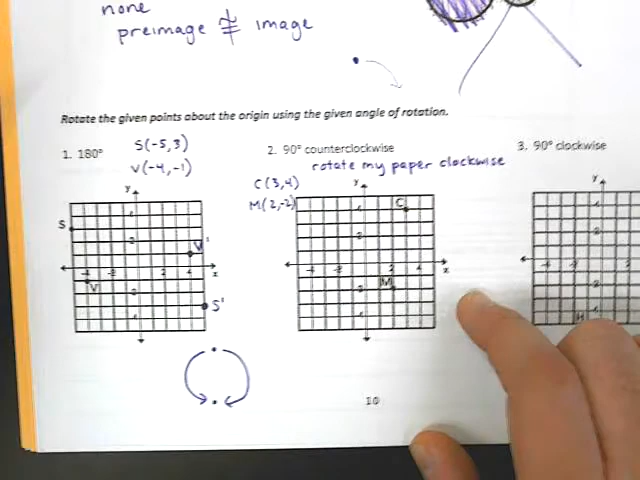 none
preimage ≇ image
Rotate the given points about the origin using the given angle of rotation.
1. 180°
S(-5,3)
V(-4,-1)
2. 90° counterclockwise
rotate my paper clockwise
C(3,4)
M(2,-2)
3. 90° clockwise
y
S
V'
x
V
S'
y
C
x
M
y
H
10